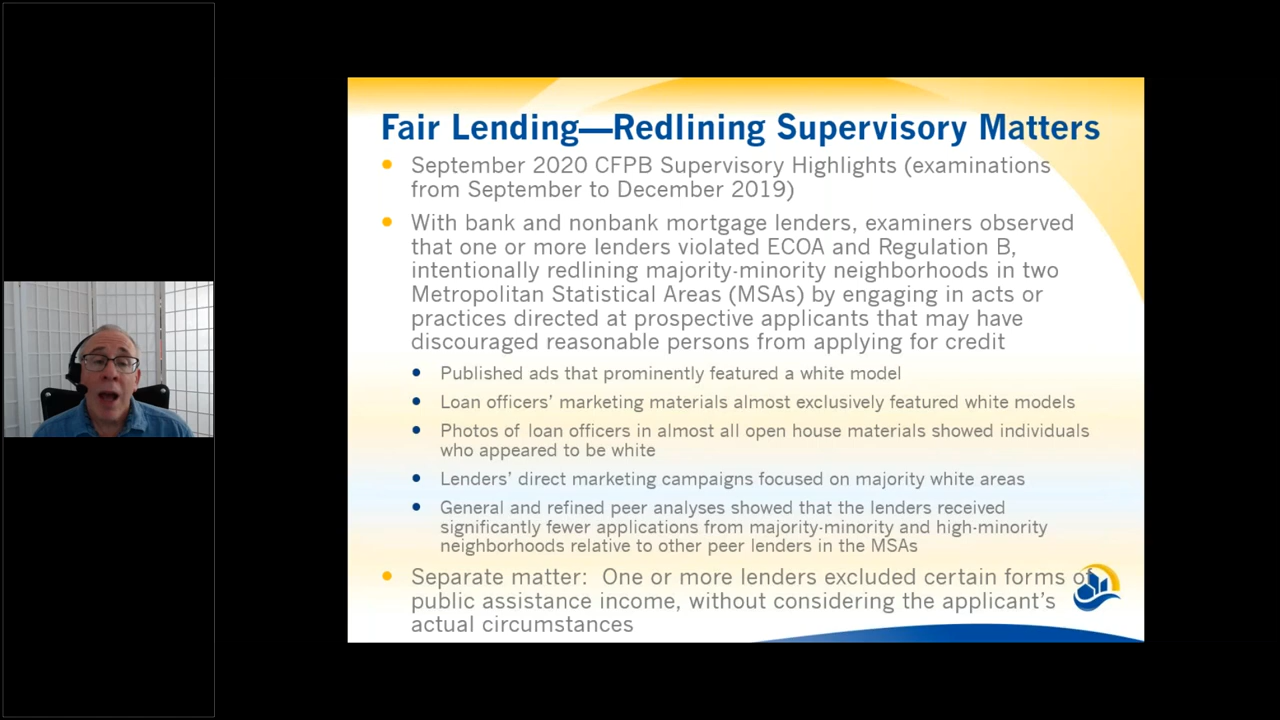 Fair Lending—Redlining Supervisory Matters
September 2020 CFPB Supervisory Highlights (examinations
from September to December 2019)
With bank and nonbank mortgage lenders, examiners observed
that one or more lenders violated ECOA and Regulation B,
intentionally redlining majority-minority neighborhoods in two
Metropolitan Statistical Areas (MSAs) by engaging in acts or
practices directed at prospective applicants that may have
discouraged reasonable persons from applying for credit
Published ads that prominently featured a white model
Loan officers’ marketing materials almost exclusively featured white models
Photos of loan officers in almost all open house materials showed individuals
who appeared to be white
Lenders’ direct marketing campaigns focused on majority white areas
General and refined peer analyses showed that the lenders received
significantly fewer applications from majority-minority and high-minority
neighborhoods relative to other peer lenders in the MSAs
Separate matter: One or more lenders excluded certain forms of
public assistance income, without considering the applicant’s
actual circumstances